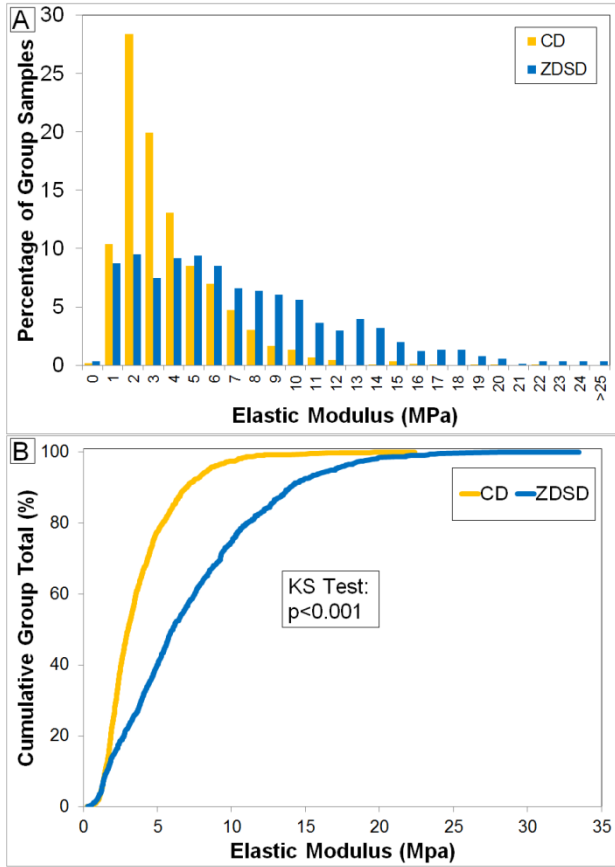 A
30
25
20
15
10
5
0
Percentage of Group Samples
CD
ZDSD
0 1 2 3 4 5 6 7 8 9 10 11 12 13 14 15 16 17 18 19 20 21 22 23 24 >25
Elastic Modulus (MPa)
B
100
80
60
40
20
0
Cumulative Group Total (%)
CD ZDSD
KS Test:
p<0.001
0 5 10 15 20 25 30 35
Elastic Modulus (Mpa)